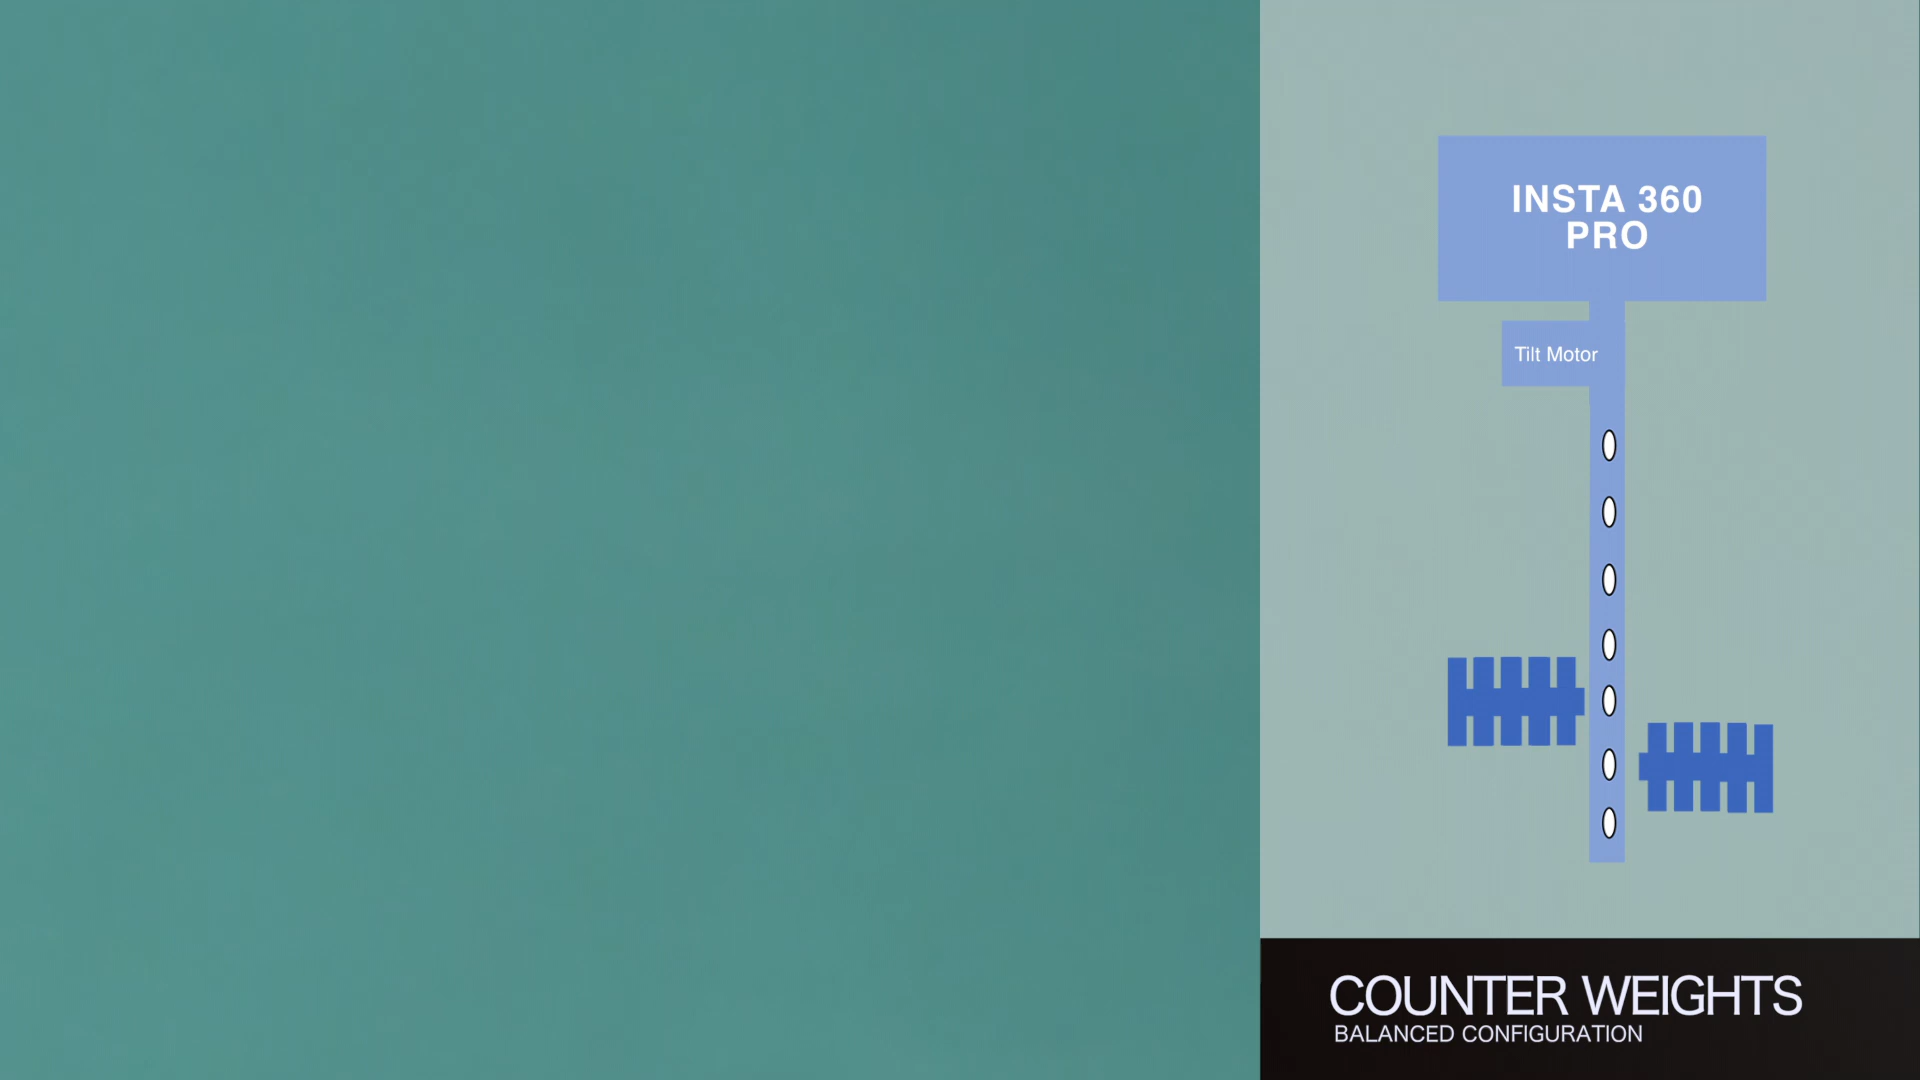 INSTA 360
PRO
Tilt Motor
COUNTER WEIGHTS
BALANCED CONFIGURATION